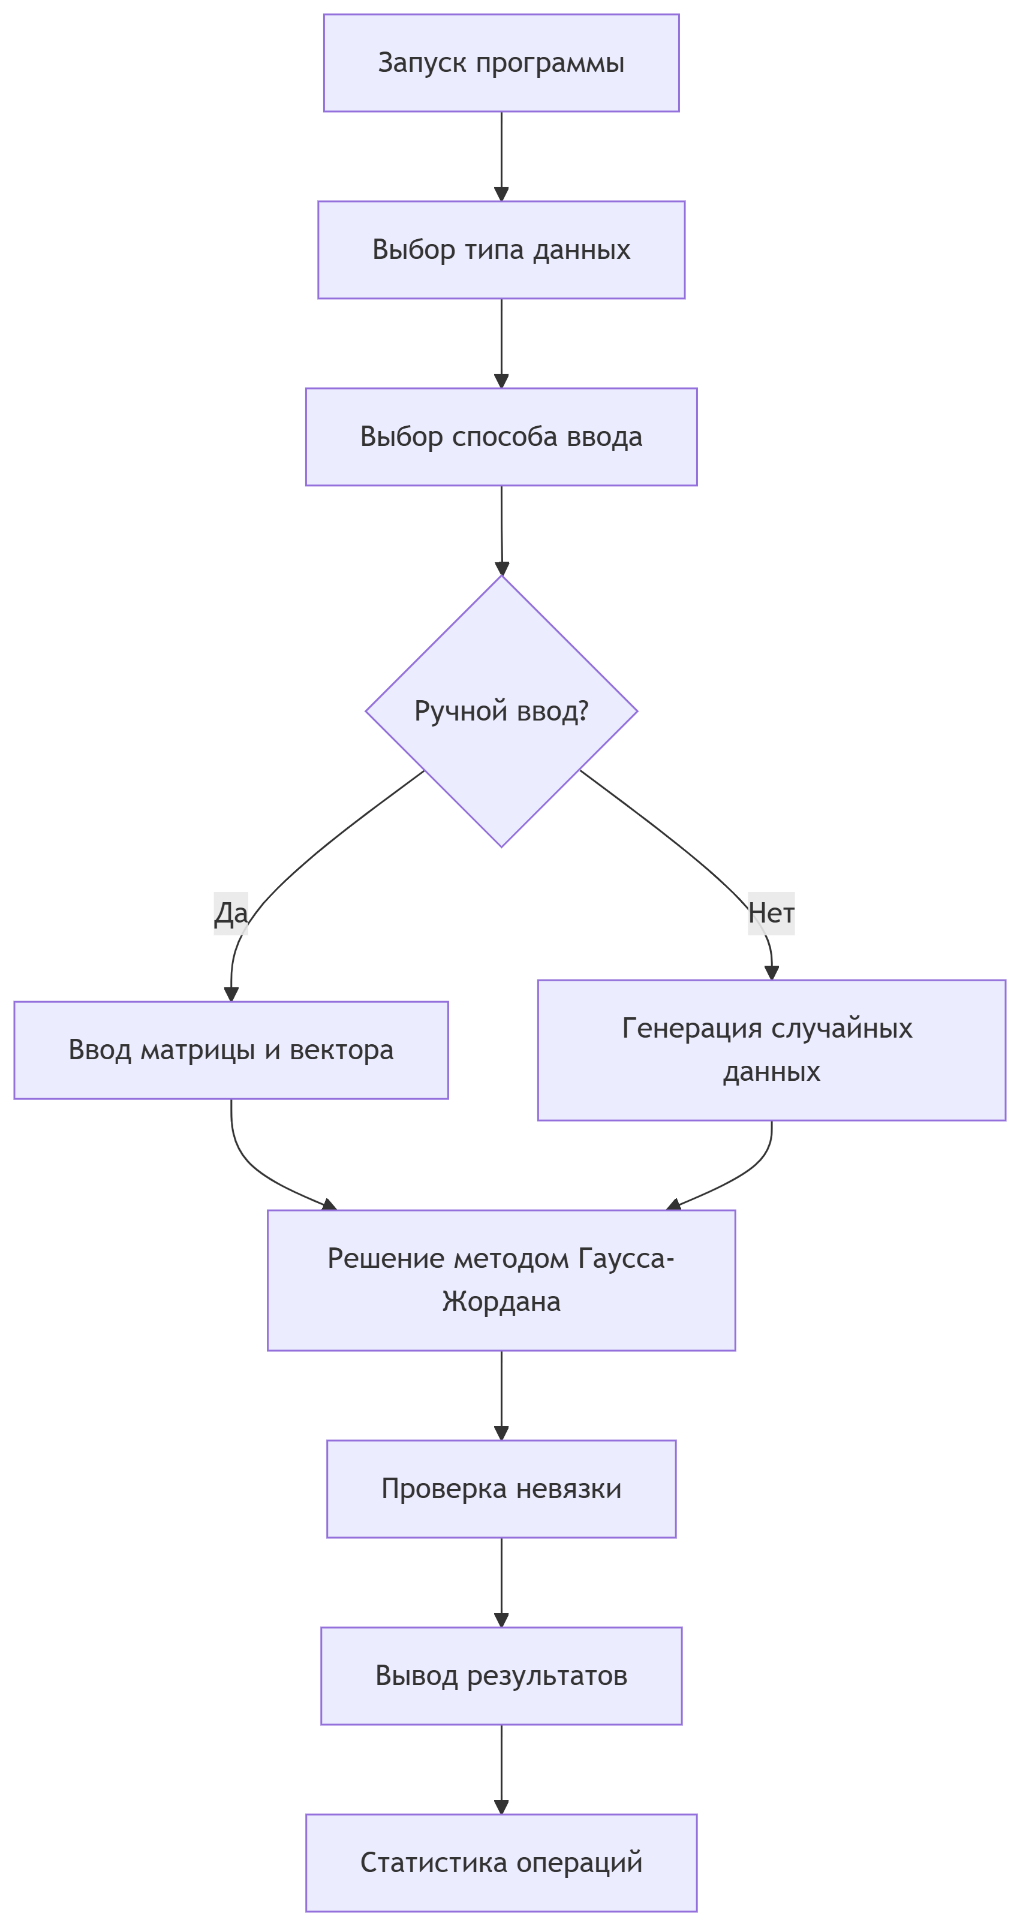 Запуск программы
Выбор типа данных
Выбор способа ввода
Ручной ввод?
Да
Нет
Ввод матрицы и вектора
Генерация случайных
данных
Решение методом Гаусса-
Жордана
Проверка невязки
Вывод результатов
Статистика операций